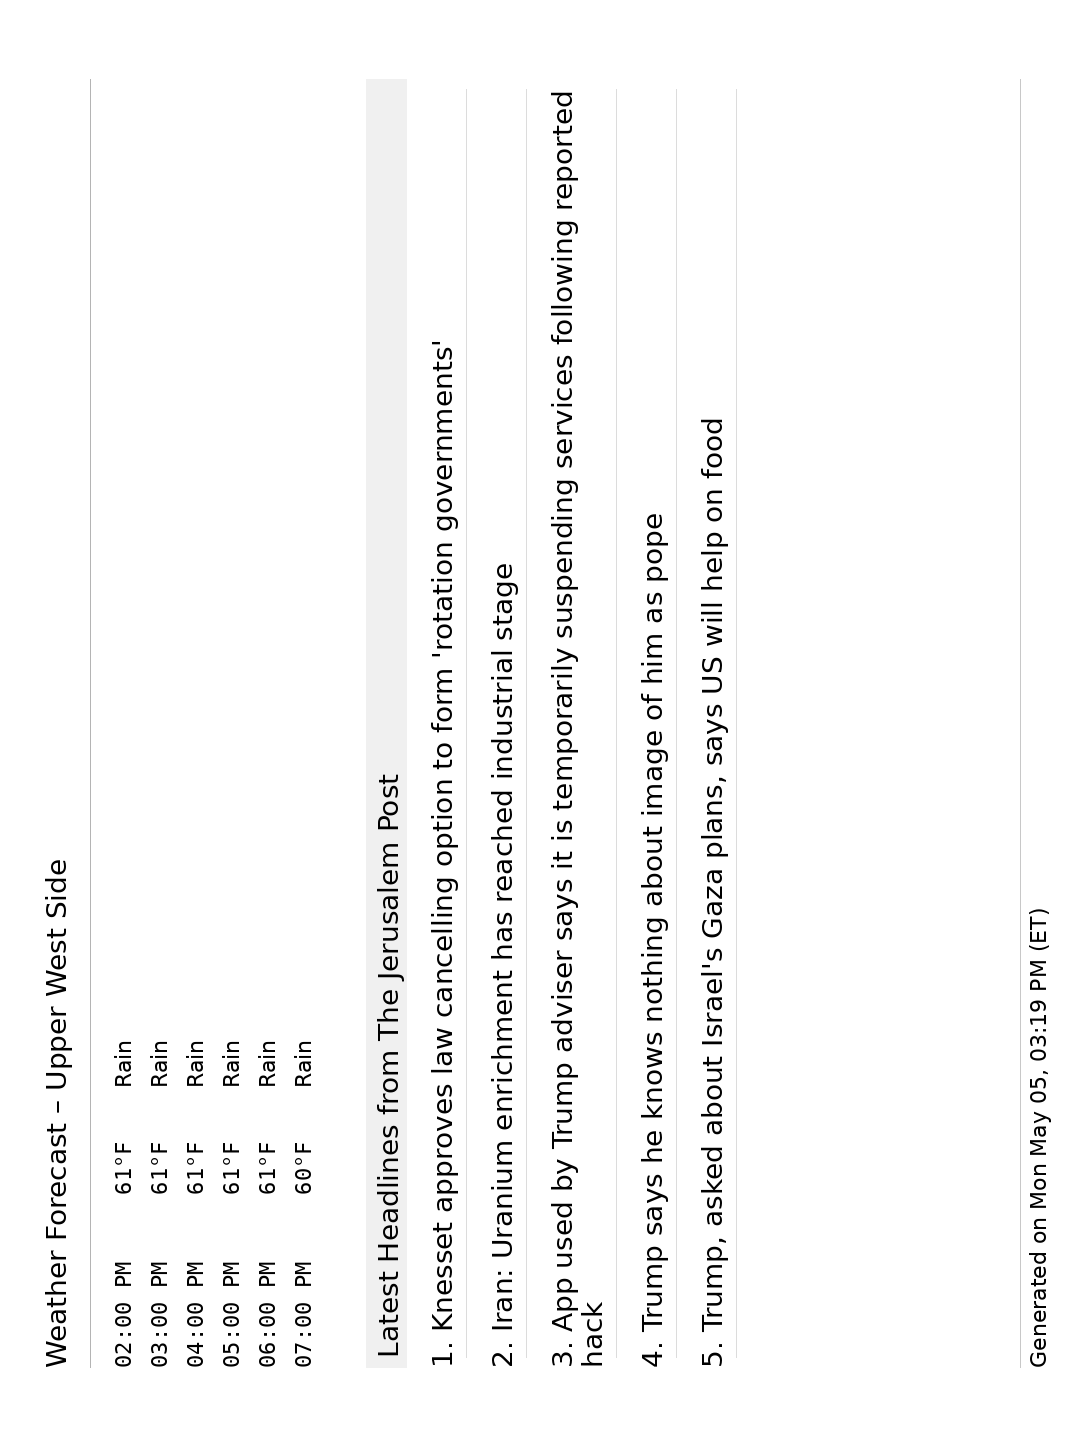 Weather Forecast – Upper West Side
02:00 PM 61°F Rain
03:00 PM 61°F Rain
04:00 PM 61°F Rain
05:00 PM 61°F Rain
06:00 PM 61°F Rain
07:00 PM 60°F Rain
Latest Headlines from The Jerusalem Post
1. Knesset approves law cancelling option to form 'rotation governments'
2. Iran: Uranium enrichment has reached industrial stage
3. App used by Trump adviser says it is temporarily suspending services following reported
hack
4. Trump says he knows nothing about image of him as pope
5. Trump, asked about Israel's Gaza plans, says US will help on food
Generated on Mon May 05, 03:19 PM (ET)